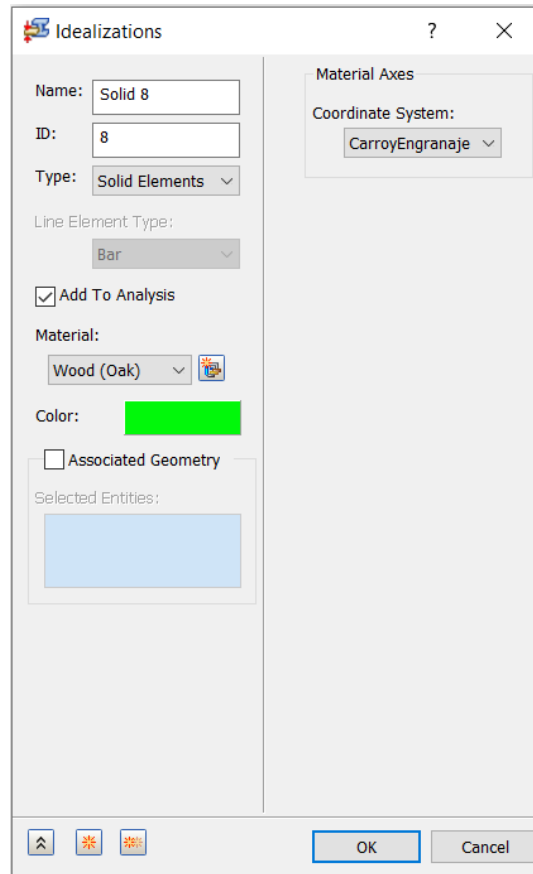 Idealizations ?
Name: Solid 8
ID: 8
Type: Solid Elements
Line Element Type:
Bar
Add To Analysis
Material:
Wood (Oak)
Color:
Associated Geometry
Selected Entities:
Material Axes
Coordinate System:
CarroyEngranaje
OK Cancel